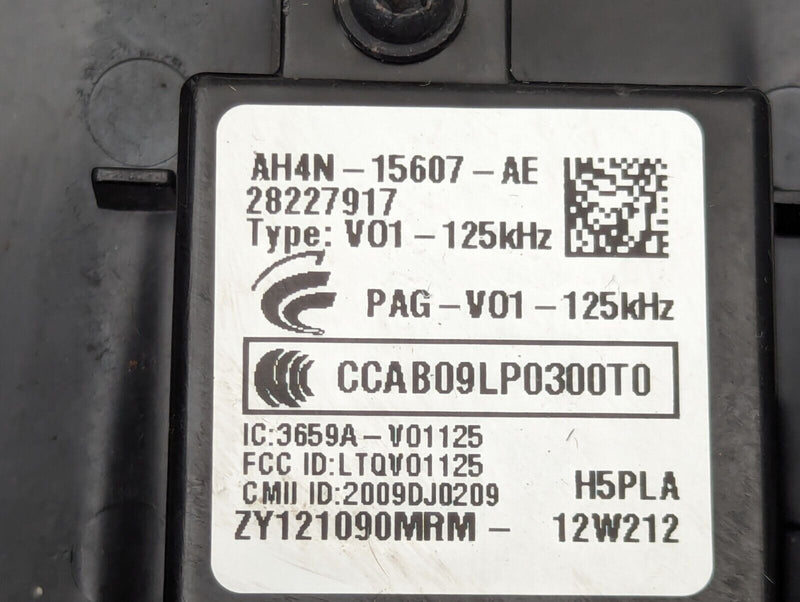 AH4N-15607-AE
28227917
Type: V01-125kHz
PAG-V01-125kHz
CCAB09LP0300T0
IC:3659A-V01125
FCC ID:LTQV01125
CMII ID:2009DJ0209
H5PLA
ZY121090MRM- 12W212